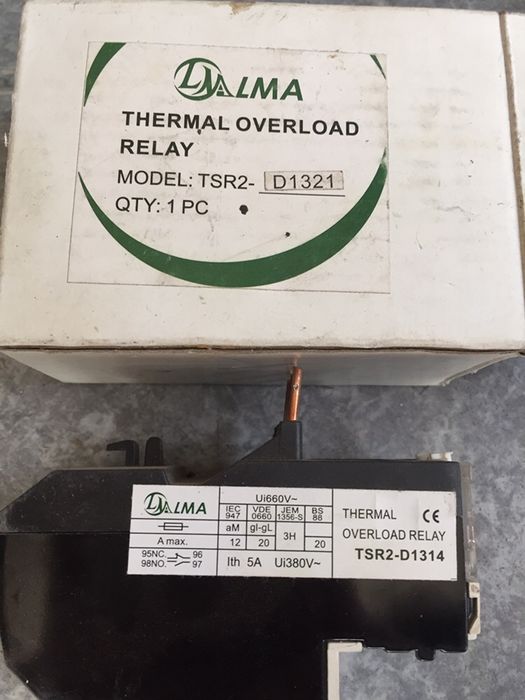 DALMA
THERMAL OVERLOAD
RELAY
MODEL: TSR2- D1321
QTY: 1 PC
DALMA
A max.
95NC. 96
98NO. 97
Ui660V~
IEC 947 VDE 0660 JEM 1356-S BS 88
aM gl-gL 3H
12 20 20
Ith 5A Ui380V~
THERMAL CE
OVERLOAD RELAY
TSR2-D1314